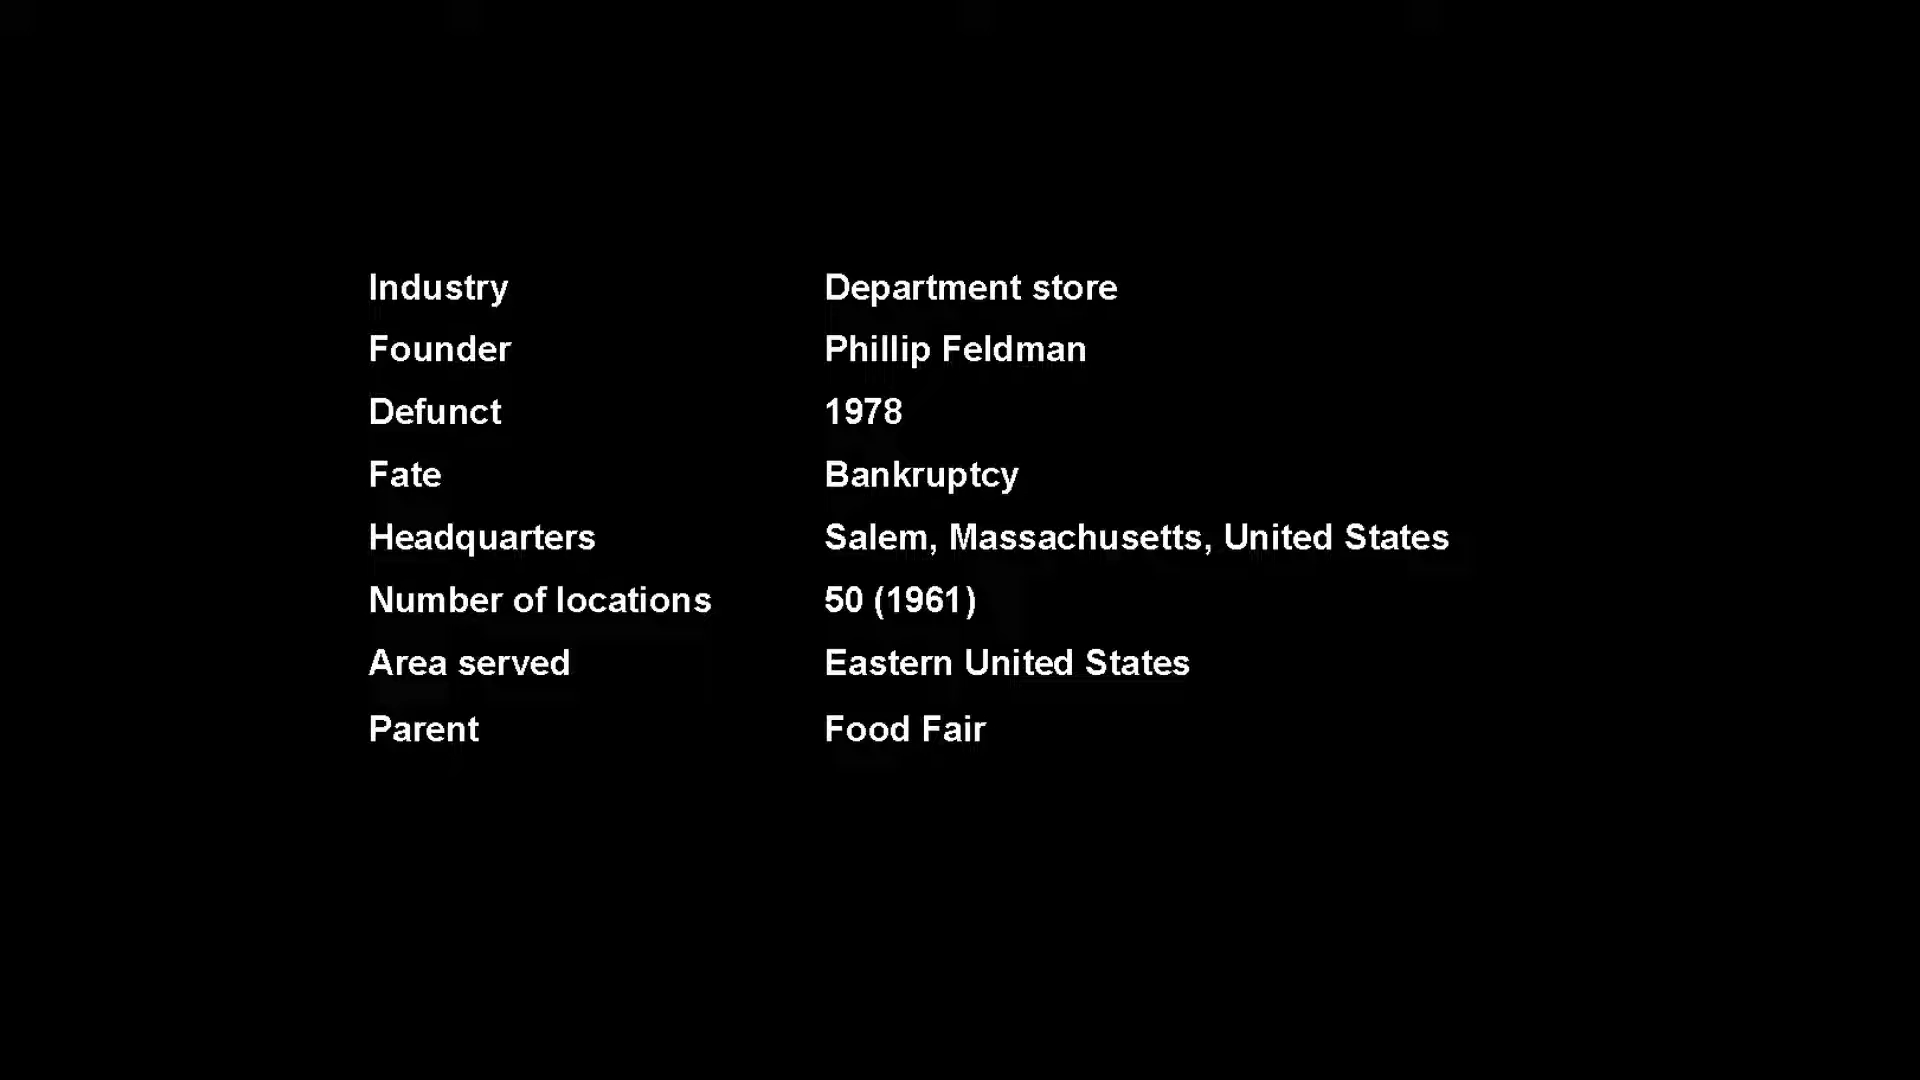 Industry Department store
Founder Phillip Feldman
Defunct 1978
Fate Bankruptcy
Headquarters Salem, Massachusetts, United States
Number of locations 50 (1961)
Area served Eastern United States
Parent Food Fair